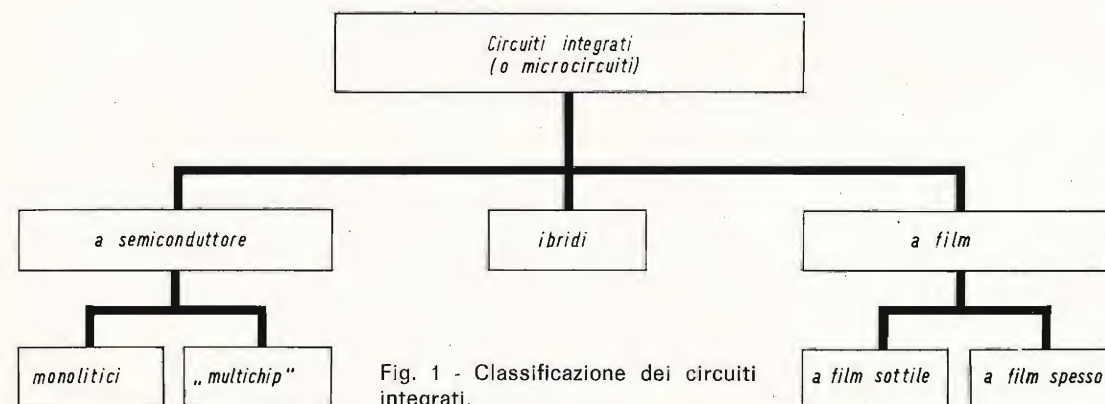 Circuiti integrati
(o microcircuiti)
a semiconduttore
ibridi
a film
monolitici
„multichip"
a film sottile
a film spesso
Fig. 1 - Classificazione dei circuiti
integrati.